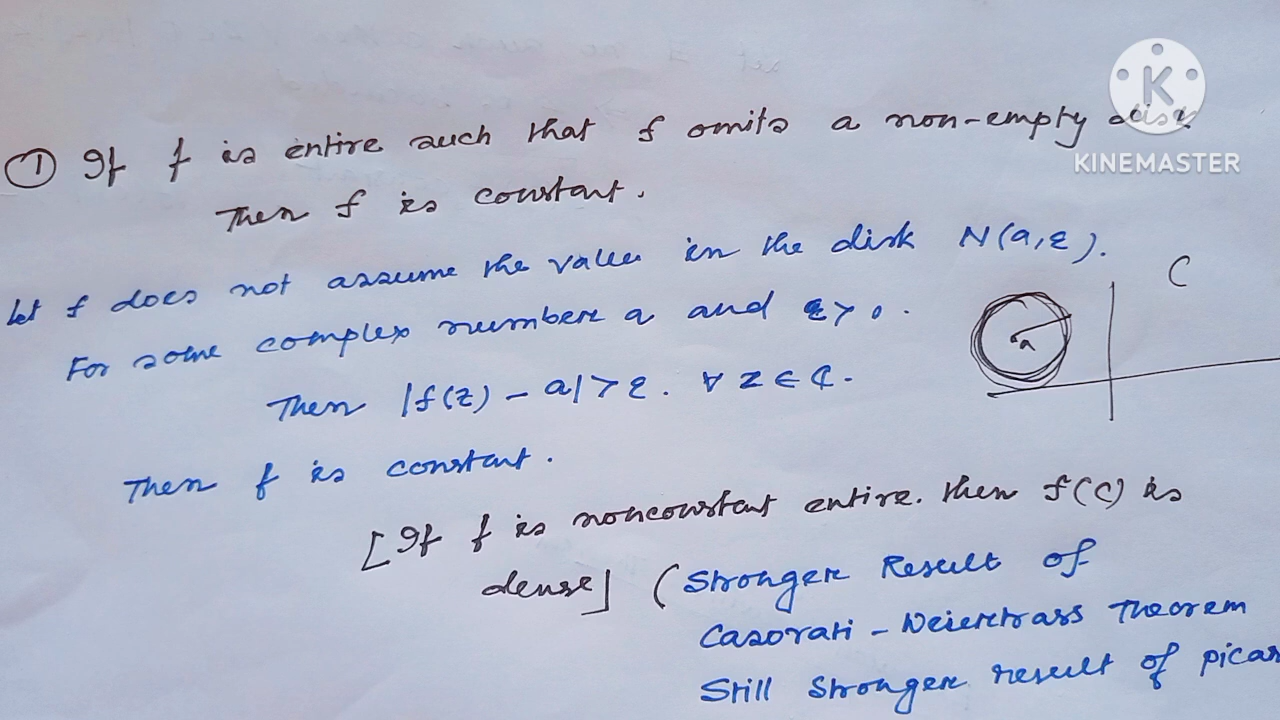 ① If f is entire such that f omits a non-empty disk
KINEMASTER
Then f is constant.
Let f does not assume the values in the disk N(a,ε).
For some complex number a and ε>0.
C
a
Then |f(z) - a|>ε. ∀ z ∈ ℂ.
Then f is constant.
[If f is nonconstant entire. then f(C) is
dense] (Stronger Result of
Casorati-Weierstrass Theorem
Still Stronger result of picar